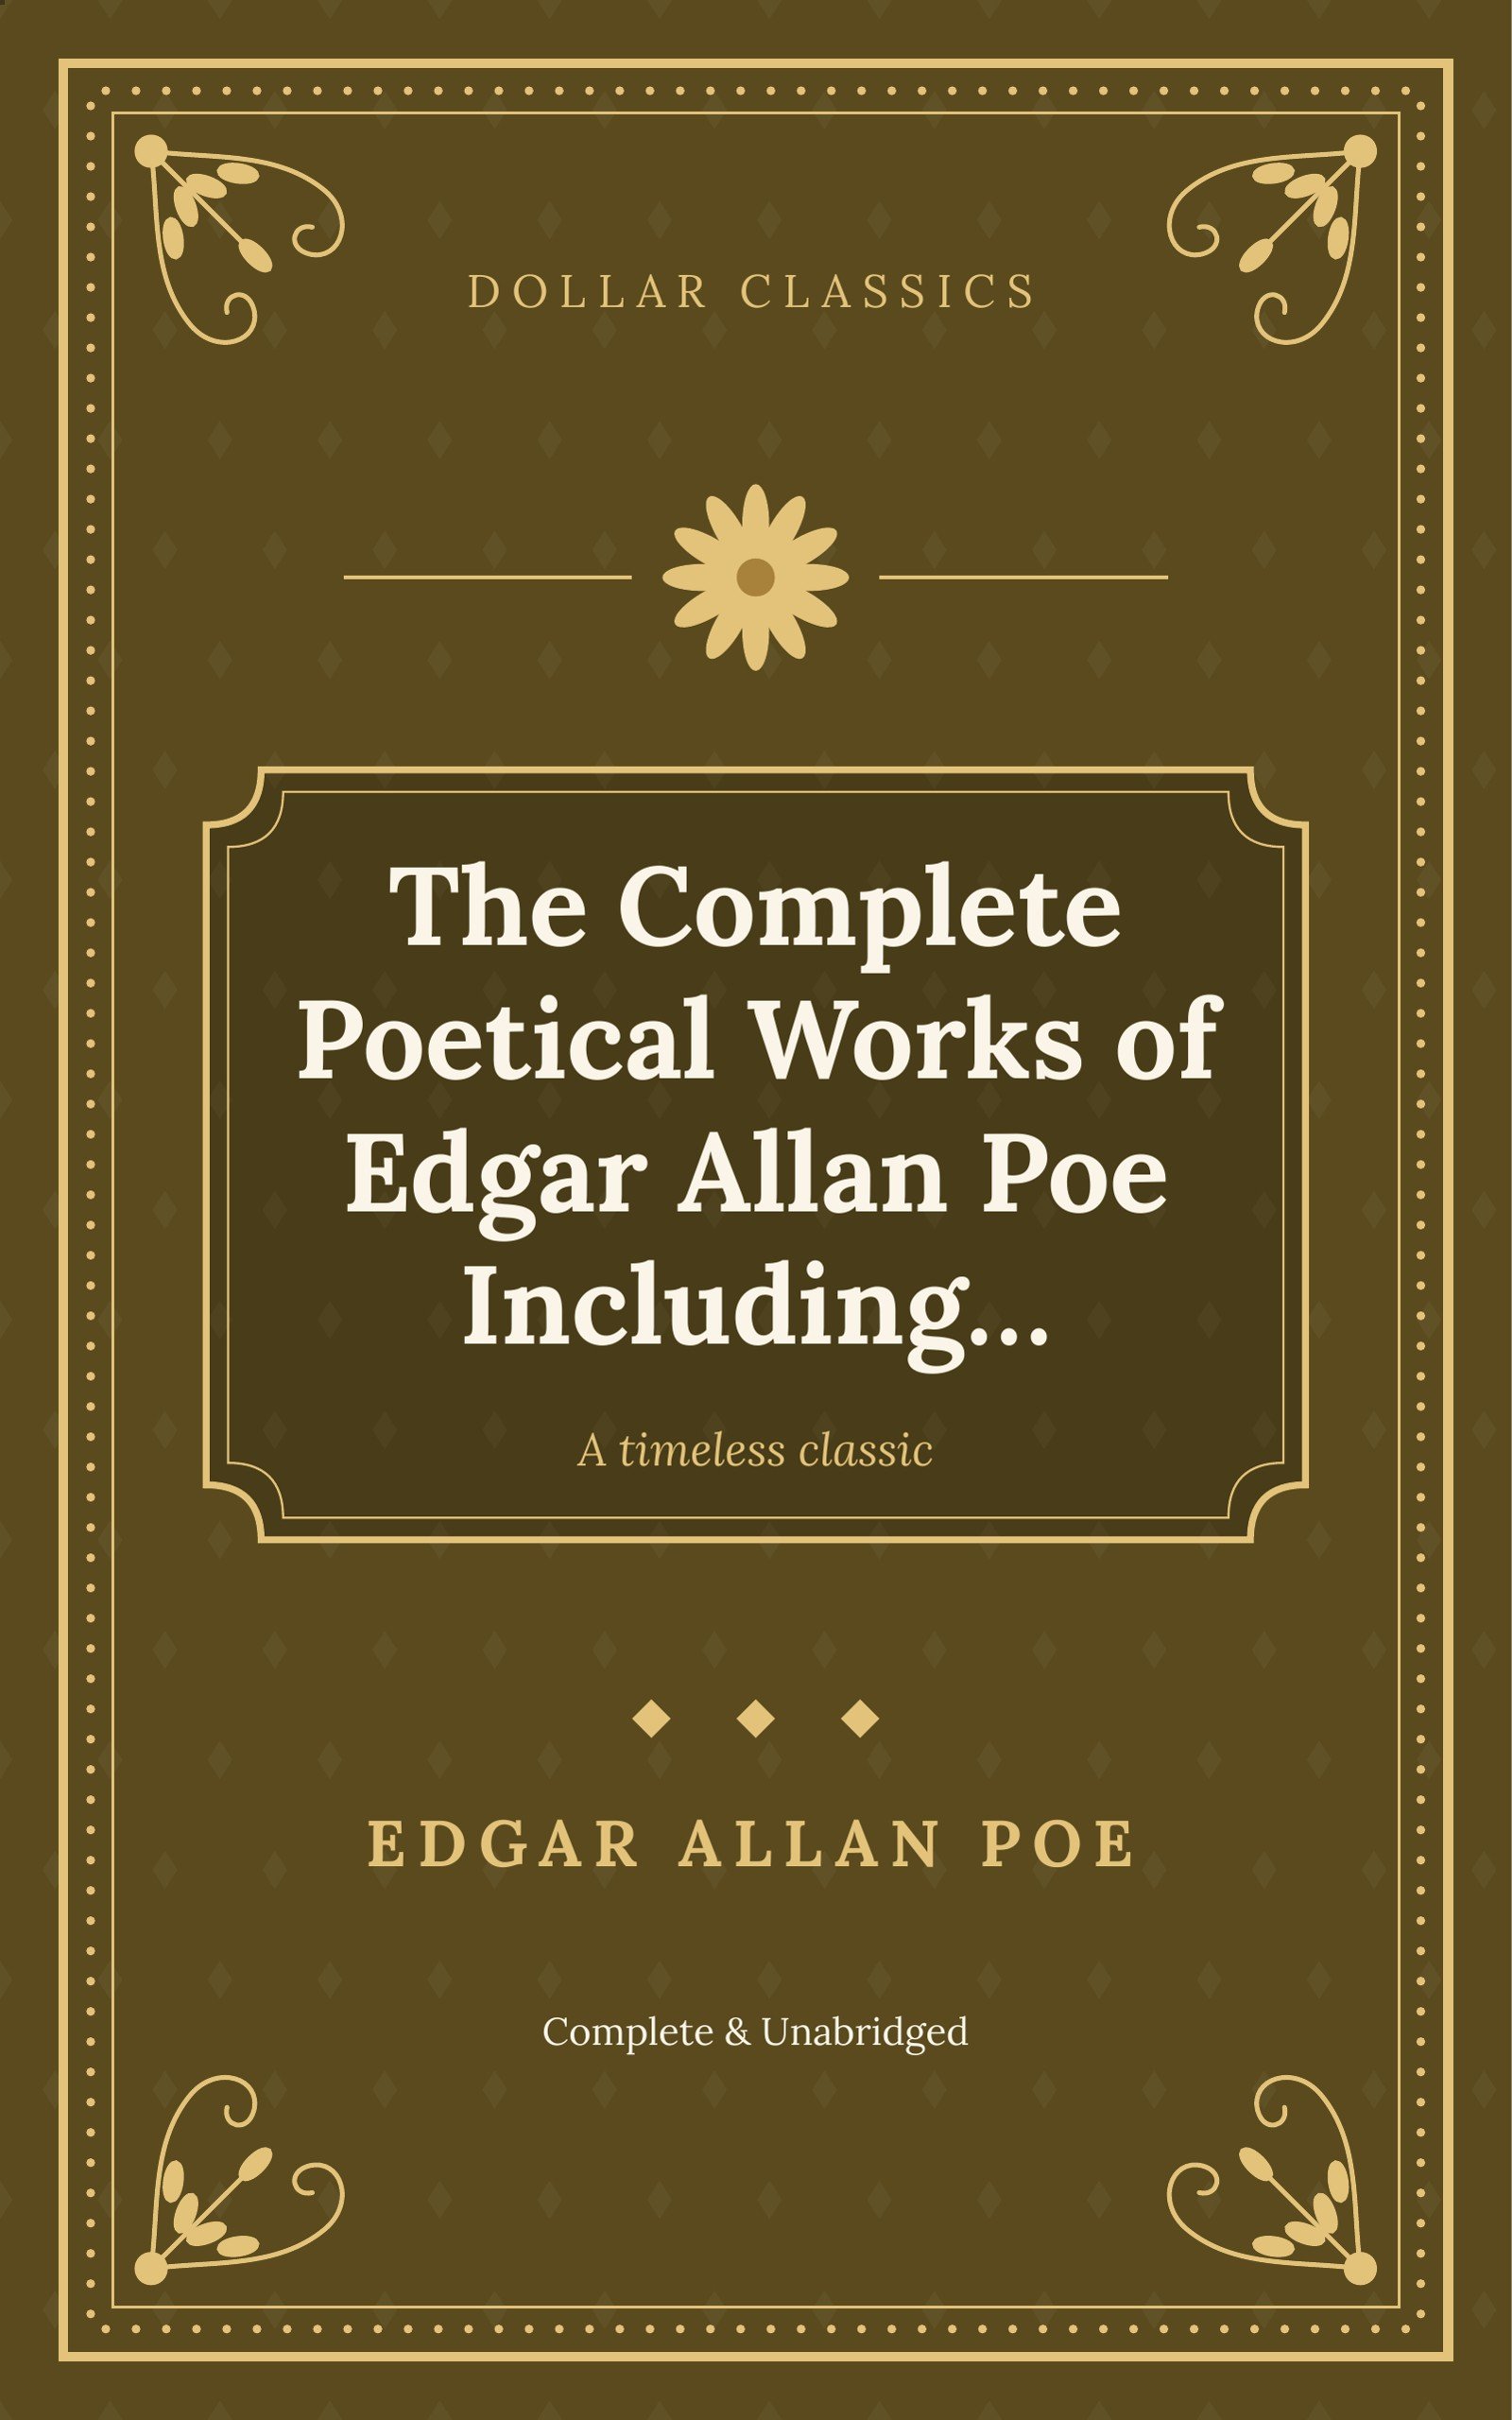 DOLLAR CLASSICS
The Complete
Poetical Works of
Edgar Allan Poe
Including...
A timeless classic
EDGAR ALLAN POE
Complete & Unabridged